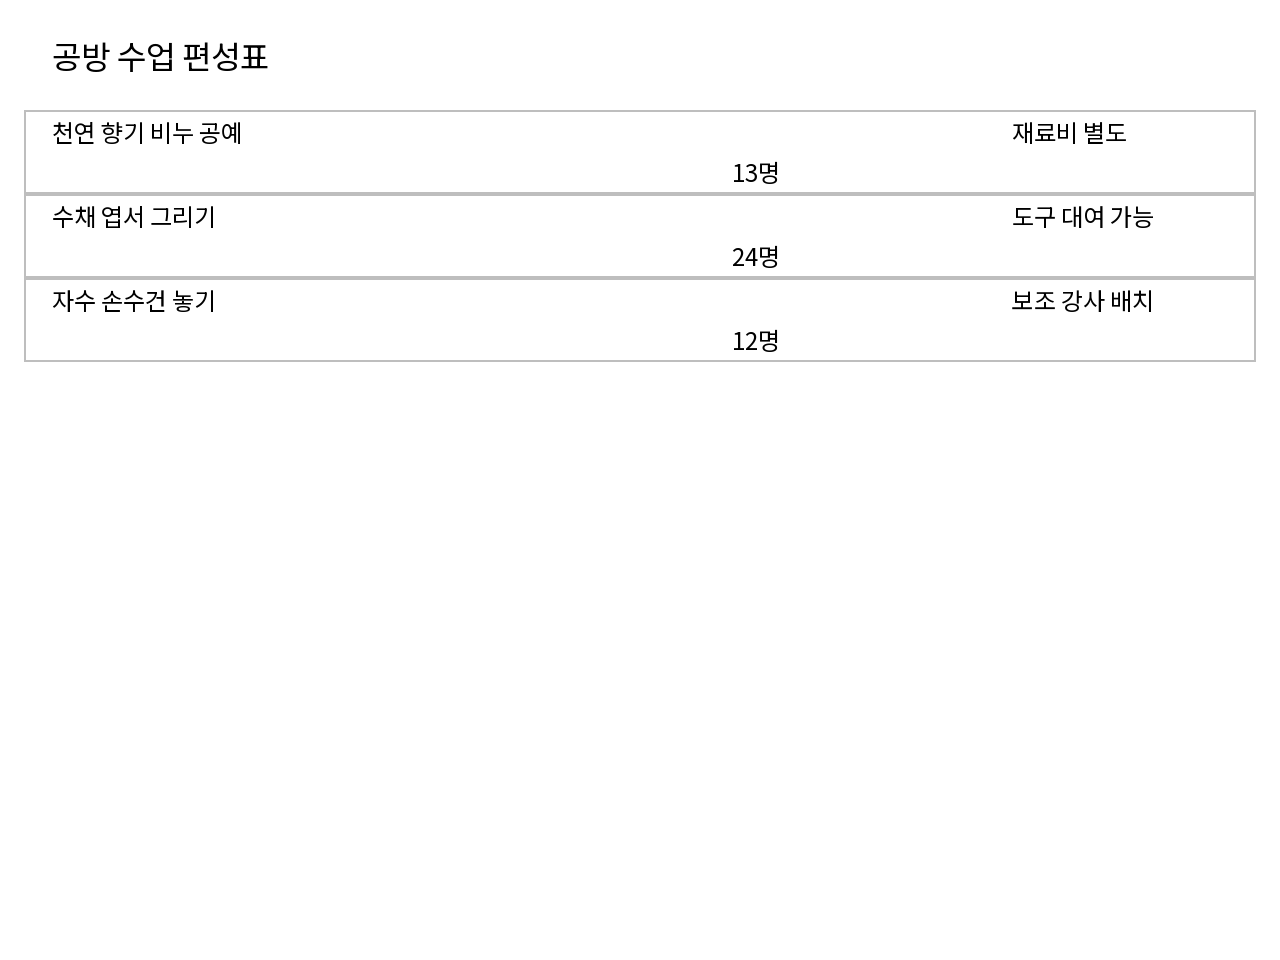 공방 수업 편성표
천연 향기 비누 공예 재료비 별도
13명
수채 엽서 그리기 도구 대여 가능
24명
자수 손수건 놓기 보조 강사 배치
12명